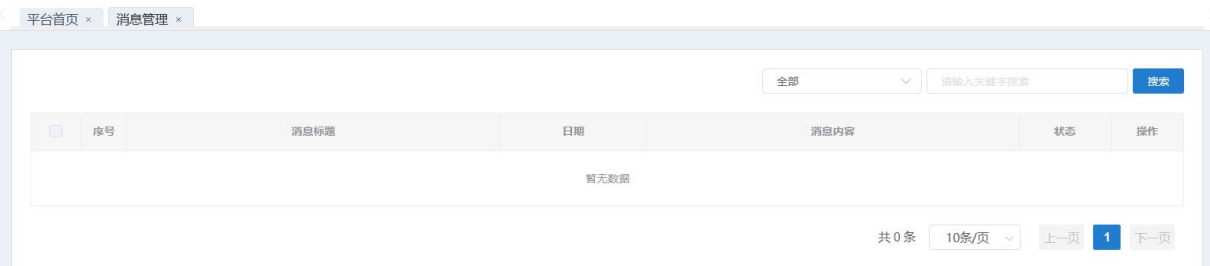 平台首页 × 消息管理 ×
全部 请输入关键字搜索 搜索
序号 消息标题 日期 消息内容 状态 操作
暂无数据
共 0 条 10条/页 上一页 1 下一页